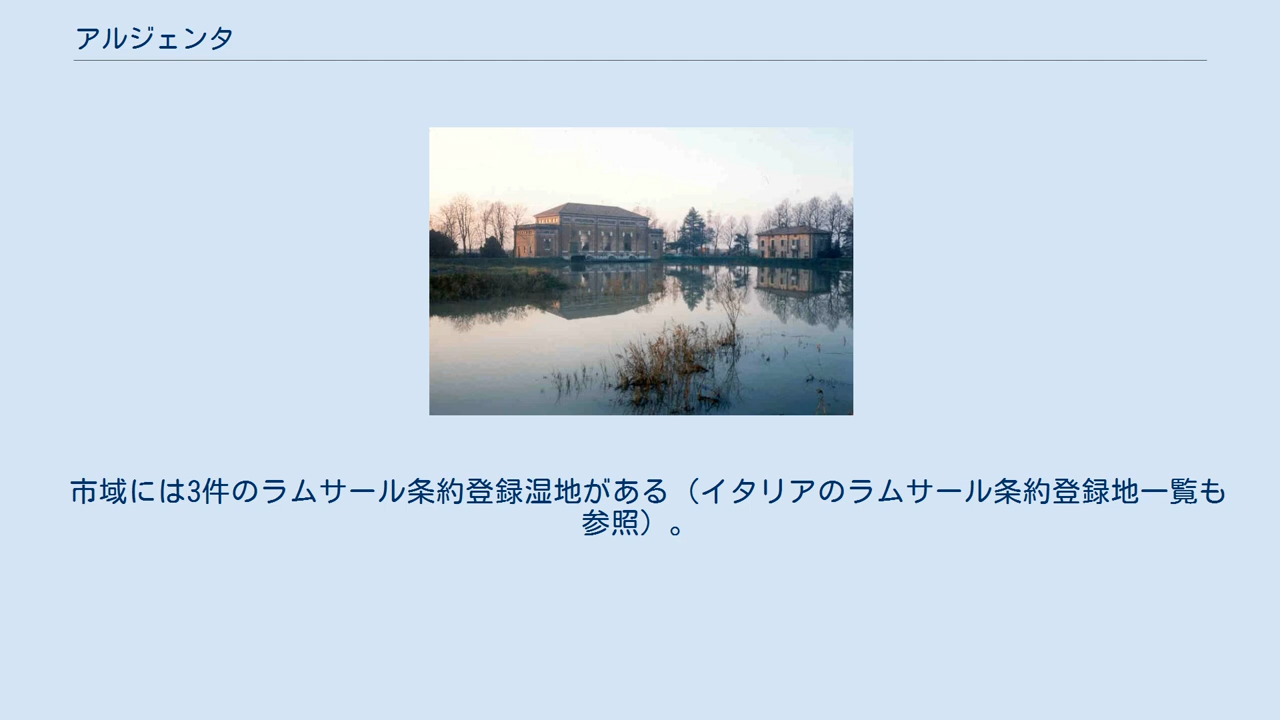 アルジェンタ
市域には3件のラムサール条約登録湿地がある（イタリアのラムサール条約登録地一覧も
参照）。